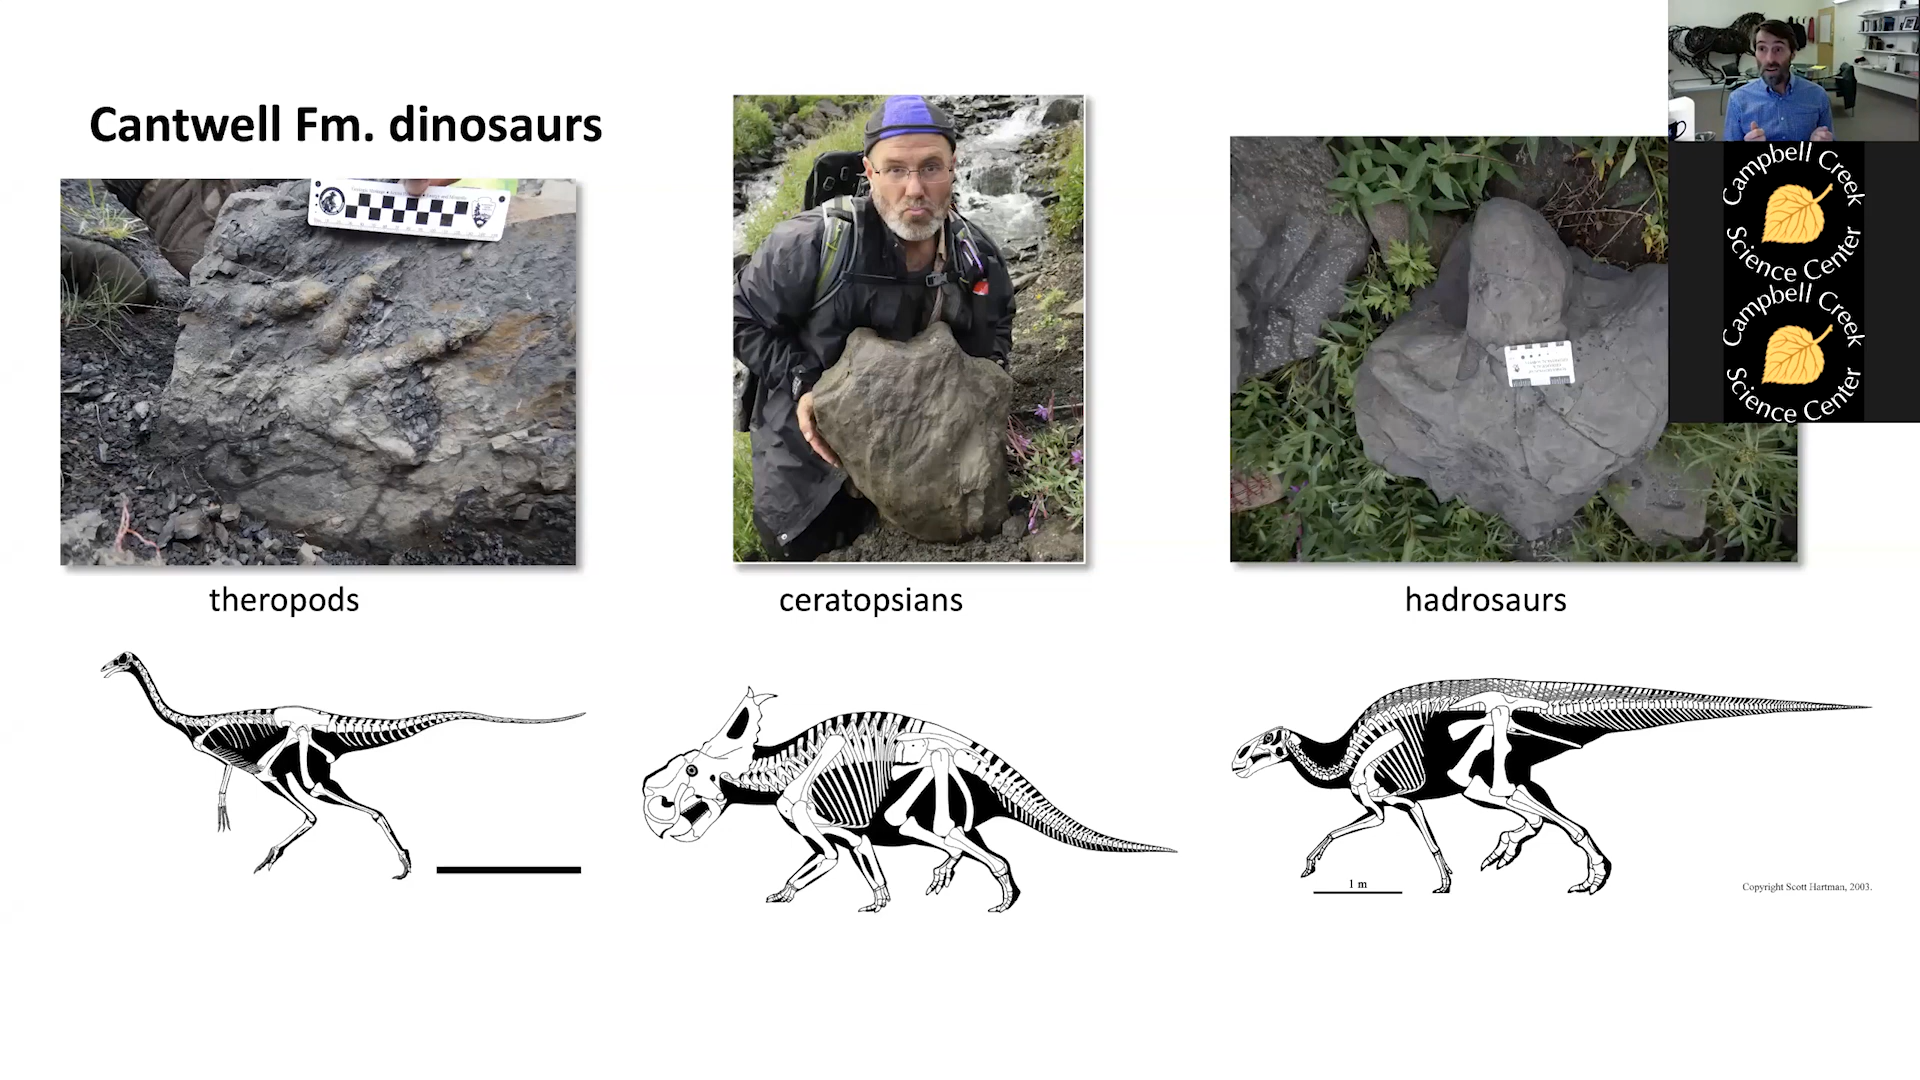 Cantwell Fm. dinosaurs
Campbell Creek
Science Center
Campbell Creek
Science Center
theropods
ceratopsians
hadrosaurs
1 m
Copyright Scott Hartman, 2003.